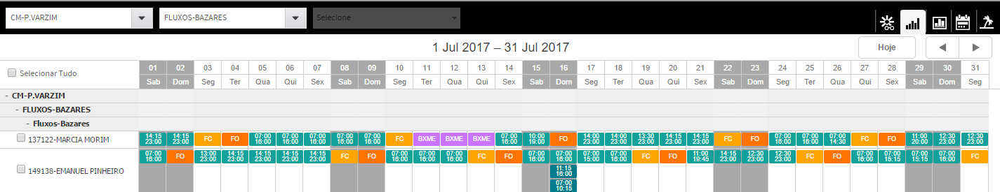 CM-P.VARZIM FLUXOS-BAZARES Selecione
1 Jul 2017 – 31 Jul 2017 Hoje
Selecionar Tudo 01 02 03 04 05 06 07 08 09 10 11 12 13 14 15 16 17 18 19 20 21 22 23 24 25 26 27 28 29 30 31
Sab Dom Seg Ter Qua Qui Sex Sab Dom Seg Ter Qua Qui Sex Sab Dom Seg Ter Qua Qui Sex Sab Dom Seg Ter Qua Qui Sex Sab Dom Seg
- CM-P.VARZIM
- FLUXOS-BAZARES
- Fluxos-Bazares
14:15 14:15 07:00 07:00 07:00 07:00 07:00 07:00 10:00 14:00 14:00 13:30 14:15 14:15 07:00 07:00 07:00 11:00 12:30 12:30
137122-MARCIA MORIM 23:00 23:00 FC FO 16:00 16:00 16:00 16:00 16:00 FC BXME BXME BXME 16:00 19:00 FO 23:00 23:00 23:00 23:00 23:00 FC FO 16:00 16:00 14:30 FC FO 20:00 23:00 23:00
07:00 13:00 14:15 14:15 14:15 14:15 07:00 07:00 07:00 07:00 07:00 07:00 07:00 11:00 14:15 12:30 12:30 07:00 07:00 07:00 07:00
16:00 FO 23:00 23:00 23:00 23:00 23:00 FC FO 16:00 16:00 16:00 FC FO 16:00 16:00 15:00 16:00 FC FO 19:45 23:00 23:00 23:00 FC FO 16:00 15:15 15:15 16:00 FC
149138-EMANUEL PINHEIRO 11:15
16:00
07:00
10:15